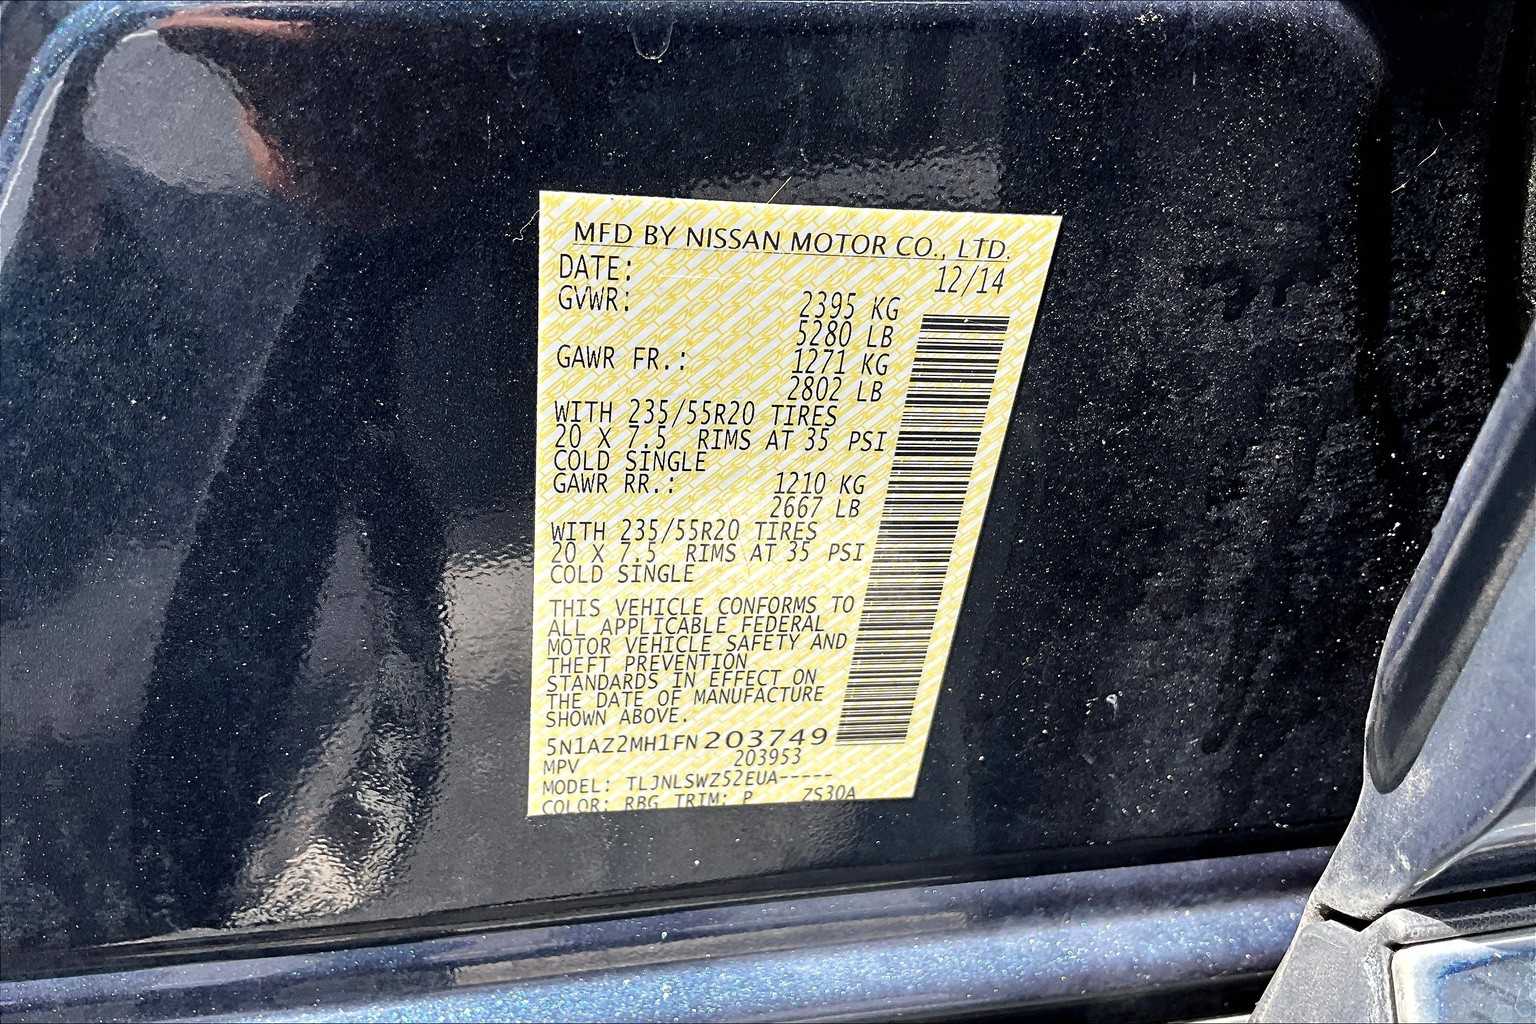 MFD BY NISSAN MOTOR CO., LTD.
DATE: 12/14
GVWR: 2395 KG
5280 LB
GAWR FR.: 1271 KG
2802 LB
WITH 235/55R20 TIRES
20 X 7.5 RIMS AT 35 PSI
COLD SINGLE
GAWR RR.: 1210 KG
2667 LB
WITH 235/55R20 TIRES
20 X 7.5 RIMS AT 35 PSI
COLD SINGLE
THIS VEHICLE CONFORMS TO
ALL APPLICABLE FEDERAL
MOTOR VEHICLE SAFETY AND
THEFT PREVENTION
STANDARDS IN EFFECT ON
THE DATE OF MANUFACTURE
SHOWN ABOVE.
5N1AZ2MH1FN203749
MPV 203953
MODEL: TLJNLSWZ52EUA-----
COLOR: RBG TRIM: P ZS30A